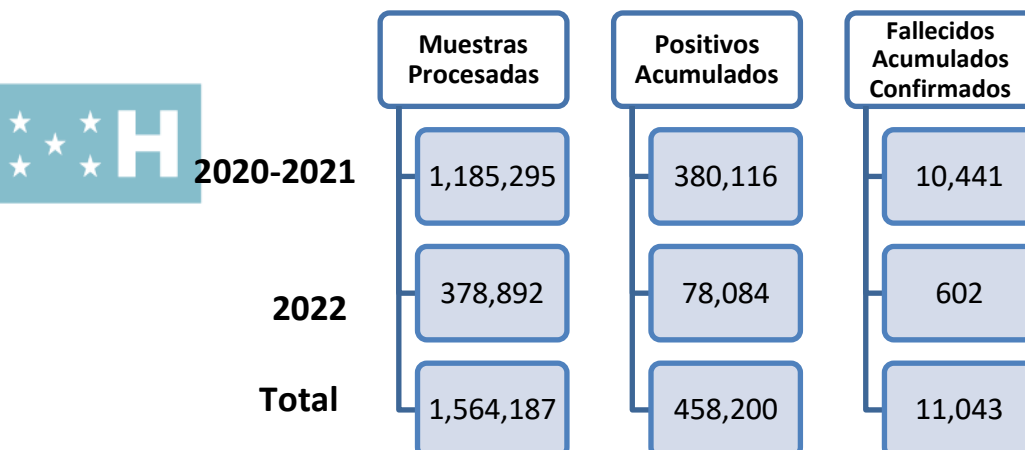 Muestras
Procesadas
Positivos
Acumulados
Fallecidos
Acumulados
Confirmados
H
2020-2021
1,185,295
380,116
10,441
2022
378,892
78,084
602
Total
1,564,187
458,200
11,043